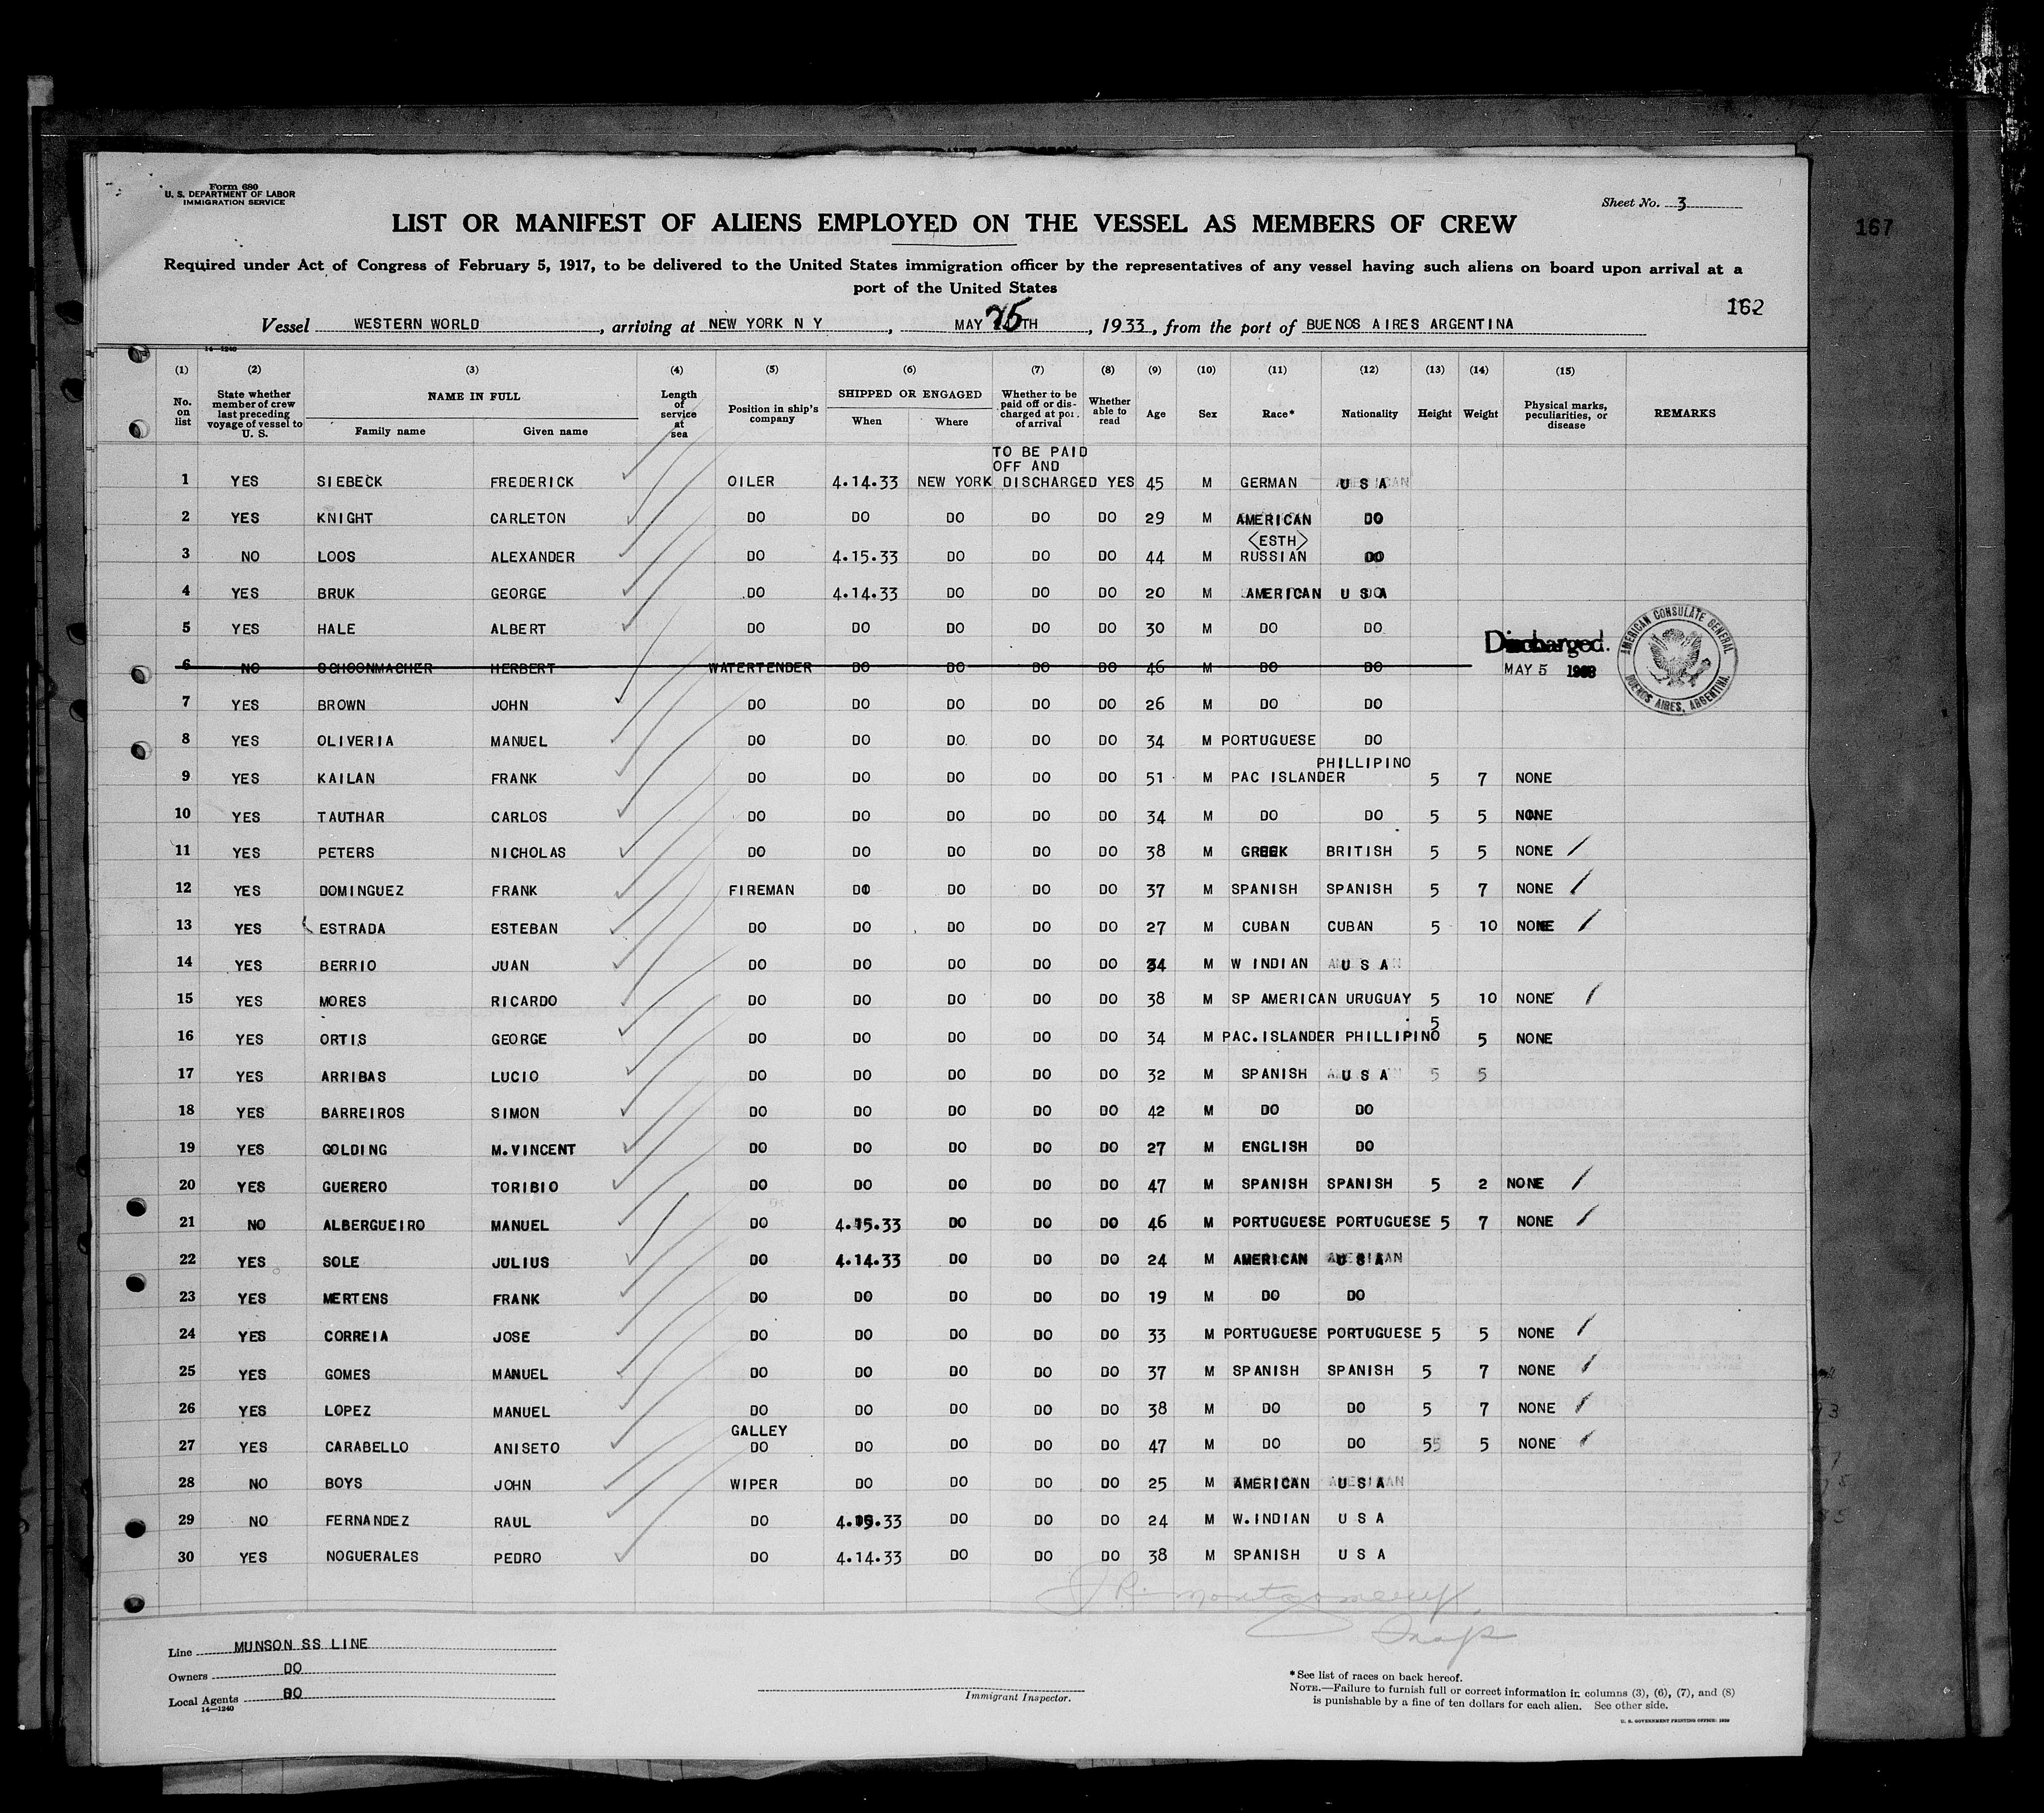 Form 680
U. S. DEPARTMENT OF LABOR
IMMIGRATION SERVICE
Sheet No. 3
LIST OR MANIFEST OF ALIENS EMPLOYED ON THE VESSEL AS MEMBERS OF CREW
167
Required under Act of Congress of February 5, 1917, to be delivered to the United States immigration officer by the representatives of any vessel having such aliens on board upon arrival at a
port of the United States
162
Vessel WESTERN WORLD, arriving at NEW YORK N Y, MAY 25TH, 1933, from the port of BUENOS AIRES ARGENTINA
14—1240
(1) (2) (3) (4) (5) (6) (7) (8) (9) (10) (11) (12) (13) (14) (15)
No. on list State whether member of crew last preceding voyage of vessel to U. S. NAME IN FULL Family name Given name Length of service at sea Position in ship's company SHIPPED OR ENGAGED When Where Whether to be paid off or discharged at port of arrival Whether able to read Age Sex Race* Nationality Height Weight Physical marks, peculiarities, or disease REMARKS
TO BE PAID
OFF AND
1 YES SIEBECK FREDERICK OILER 4.14.33 NEW YORK DISCHARGED YES 45 M GERMAN U S A
2 YES KNIGHT CARLETON DO DO DO DO DO 29 M AMERICAN DO
(ESTH)
3 NO LOOS ALEXANDER DO 4.15.33 DO DO DO 44 M RUSSIAN DO
4 YES BRUK GEORGE DO 4.14.33 DO DO DO 20 M AMERICAN U S A
5 YES HALE ALBERT DO DO DO DO DO 30 M DO DO
Discharged.
6 NO SCHOONMACHER HERBERT WATERTENDER DO DO DO DO 46 M DO DO MAY 5 1933
AMERICAN CONSULATE GENERAL BUENOS AIRES, ARGENTINA.
7 YES BROWN JOHN DO DO DO DO DO 26 M DO DO
8 YES OLIVERIA MANUEL DO DO DO DO DO 34 M PORTUGUESE DO
PHILLIPINO
9 YES KAILAN FRANK DO DO DO DO DO 51 M PAC ISLANDER 5 7 NONE
10 YES TAUTHAR CARLOS DO DO DO DO DO 34 M DO DO 5 5 NONE
11 YES PETERS NICHOLAS DO DO DO DO DO 38 M GREEK BRITISH 5 5 NONE
12 YES DOMINGUEZ FRANK FIREMAN DO DO DO DO 37 M SPANISH SPANISH 5 7 NONE
13 YES ESTRADA ESTEBAN DO DO DO DO DO 27 M CUBAN CUBAN 5 10 NONE
14 YES BERRIO JUAN DO DO DO DO DO 34 M W INDIAN U S A
15 YES MORES RICARDO DO DO DO DO DO 38 M SP AMERICAN URUGUAY 5 10 NONE
16 YES ORTIS GEORGE DO DO DO DO DO 34 M PAC.ISLANDER PHILLIPINO 5 5 NONE
17 YES ARRIBAS LUCIO DO DO DO DO DO 32 M SPANISH U S A 5 5
18 YES BARREIROS SIMON DO DO DO DO DO 42 M DO DO
19 YES GOLDING M.VINCENT DO DO DO DO DO 27 M ENGLISH DO
20 YES GUERERO TORIBIO DO DO DO DO DO 47 M SPANISH SPANISH 5 2 NONE
21 NO ALBERGUEIRO MANUEL DO 4.15.33 DO DO DO 46 M PORTUGUESE PORTUGUESE 5 7 NONE
22 YES SOLE JULIUS DO 4.14.33 DO DO DO 24 M AMERICAN U S A
23 YES MERTENS FRANK DO DO DO DO DO 19 M DO DO
24 YES CORREIA JOSE DO DO DO DO DO 33 M PORTUGUESE PORTUGUESE 5 5 NONE
25 YES GOMES MANUEL DO DO DO DO DO 37 M SPANISH SPANISH 5 7 NONE
26 YES LOPEZ MANUEL DO DO DO DO DO 38 M DO DO 5 7 NONE
GALLEY
27 YES CARABELLO ANISETO DO DO DO DO DO 47 M DO DO 5 5 NONE
28 NO BOYS JOHN WIPER DO DO DO DO 25 M AMERICAN U S A
29 NO FERNANDEZ RAUL DO DO DO DO 24 M W.INDIAN U S A
30 YES NOGUERALES PEDRO DO 4.14.33 DO DO DO 38 M SPANISH U S A
Montgomery
Insp
Line MUNSON SS LINE
Owners DO
Local Agents DO
14—1240
Immigrant Inspector.
*See list of races on back hereof.
NOTE.—Failure to furnish full or correct information in columns (3), (6), (7), and (8)
is punishable by a fine of ten dollars for each alien. See other side.
U. S. GOVERNMENT PRINTING OFFICE: